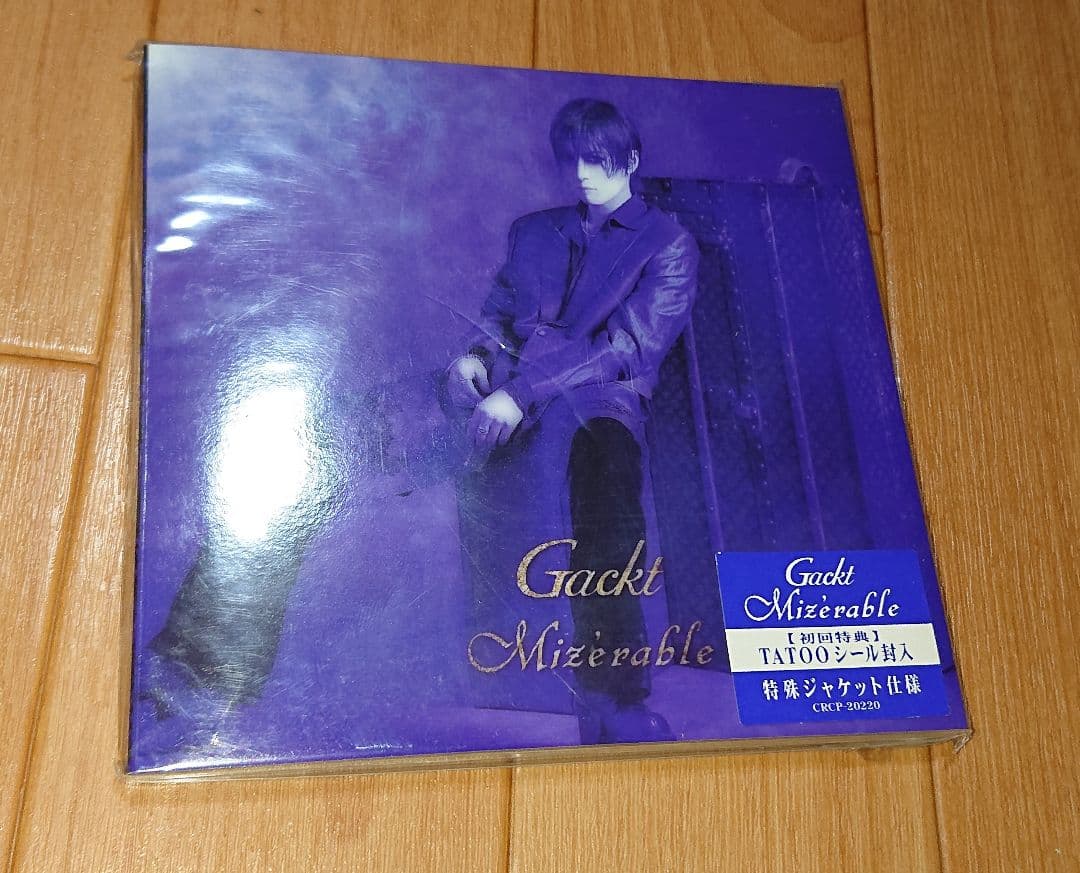 Gackt
Mizérable
Gackt
Mizérable
【初回特典】
TATOOシール封入
特殊ジャケット仕様
CRCP-20220